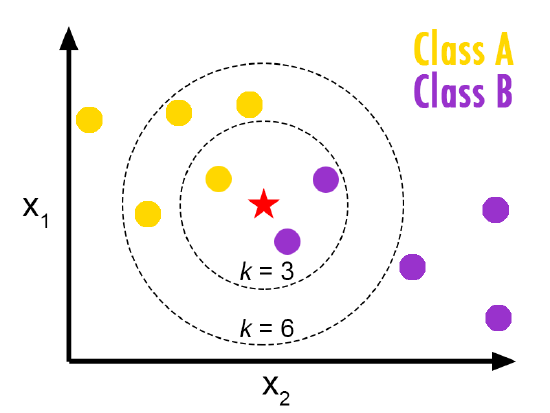 Class A
Class B
x1
k = 3
k = 6
x2